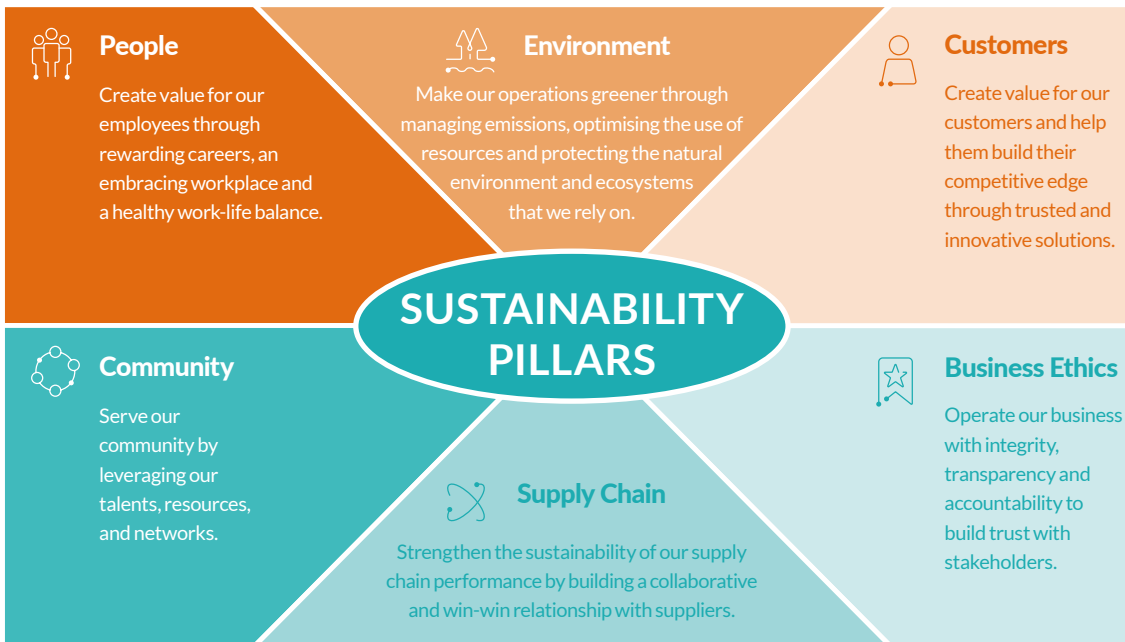 People
Create value for our
employees through
rewarding careers, an
embracing workplace and
a healthy work-life balance.
Environment
Make our operations greener through
managing emissions, optimising the use of
resources and protecting the natural
environment and ecosystems
that we rely on.
Customers
Create value for our
customers and help
them build their
competitive edge
through trusted and
innovative solutions.
SUSTAINABILITY
PILLARS
Community
Serve our
community by
leveraging our
talents, resources,
and networks.
Supply Chain
Strengthen the sustainability of our supply
chain performance by building a collaborative
and win-win relationship with suppliers.
Business Ethics
Operate our business
with integrity,
transparency and
accountability to
build trust with
stakeholders.